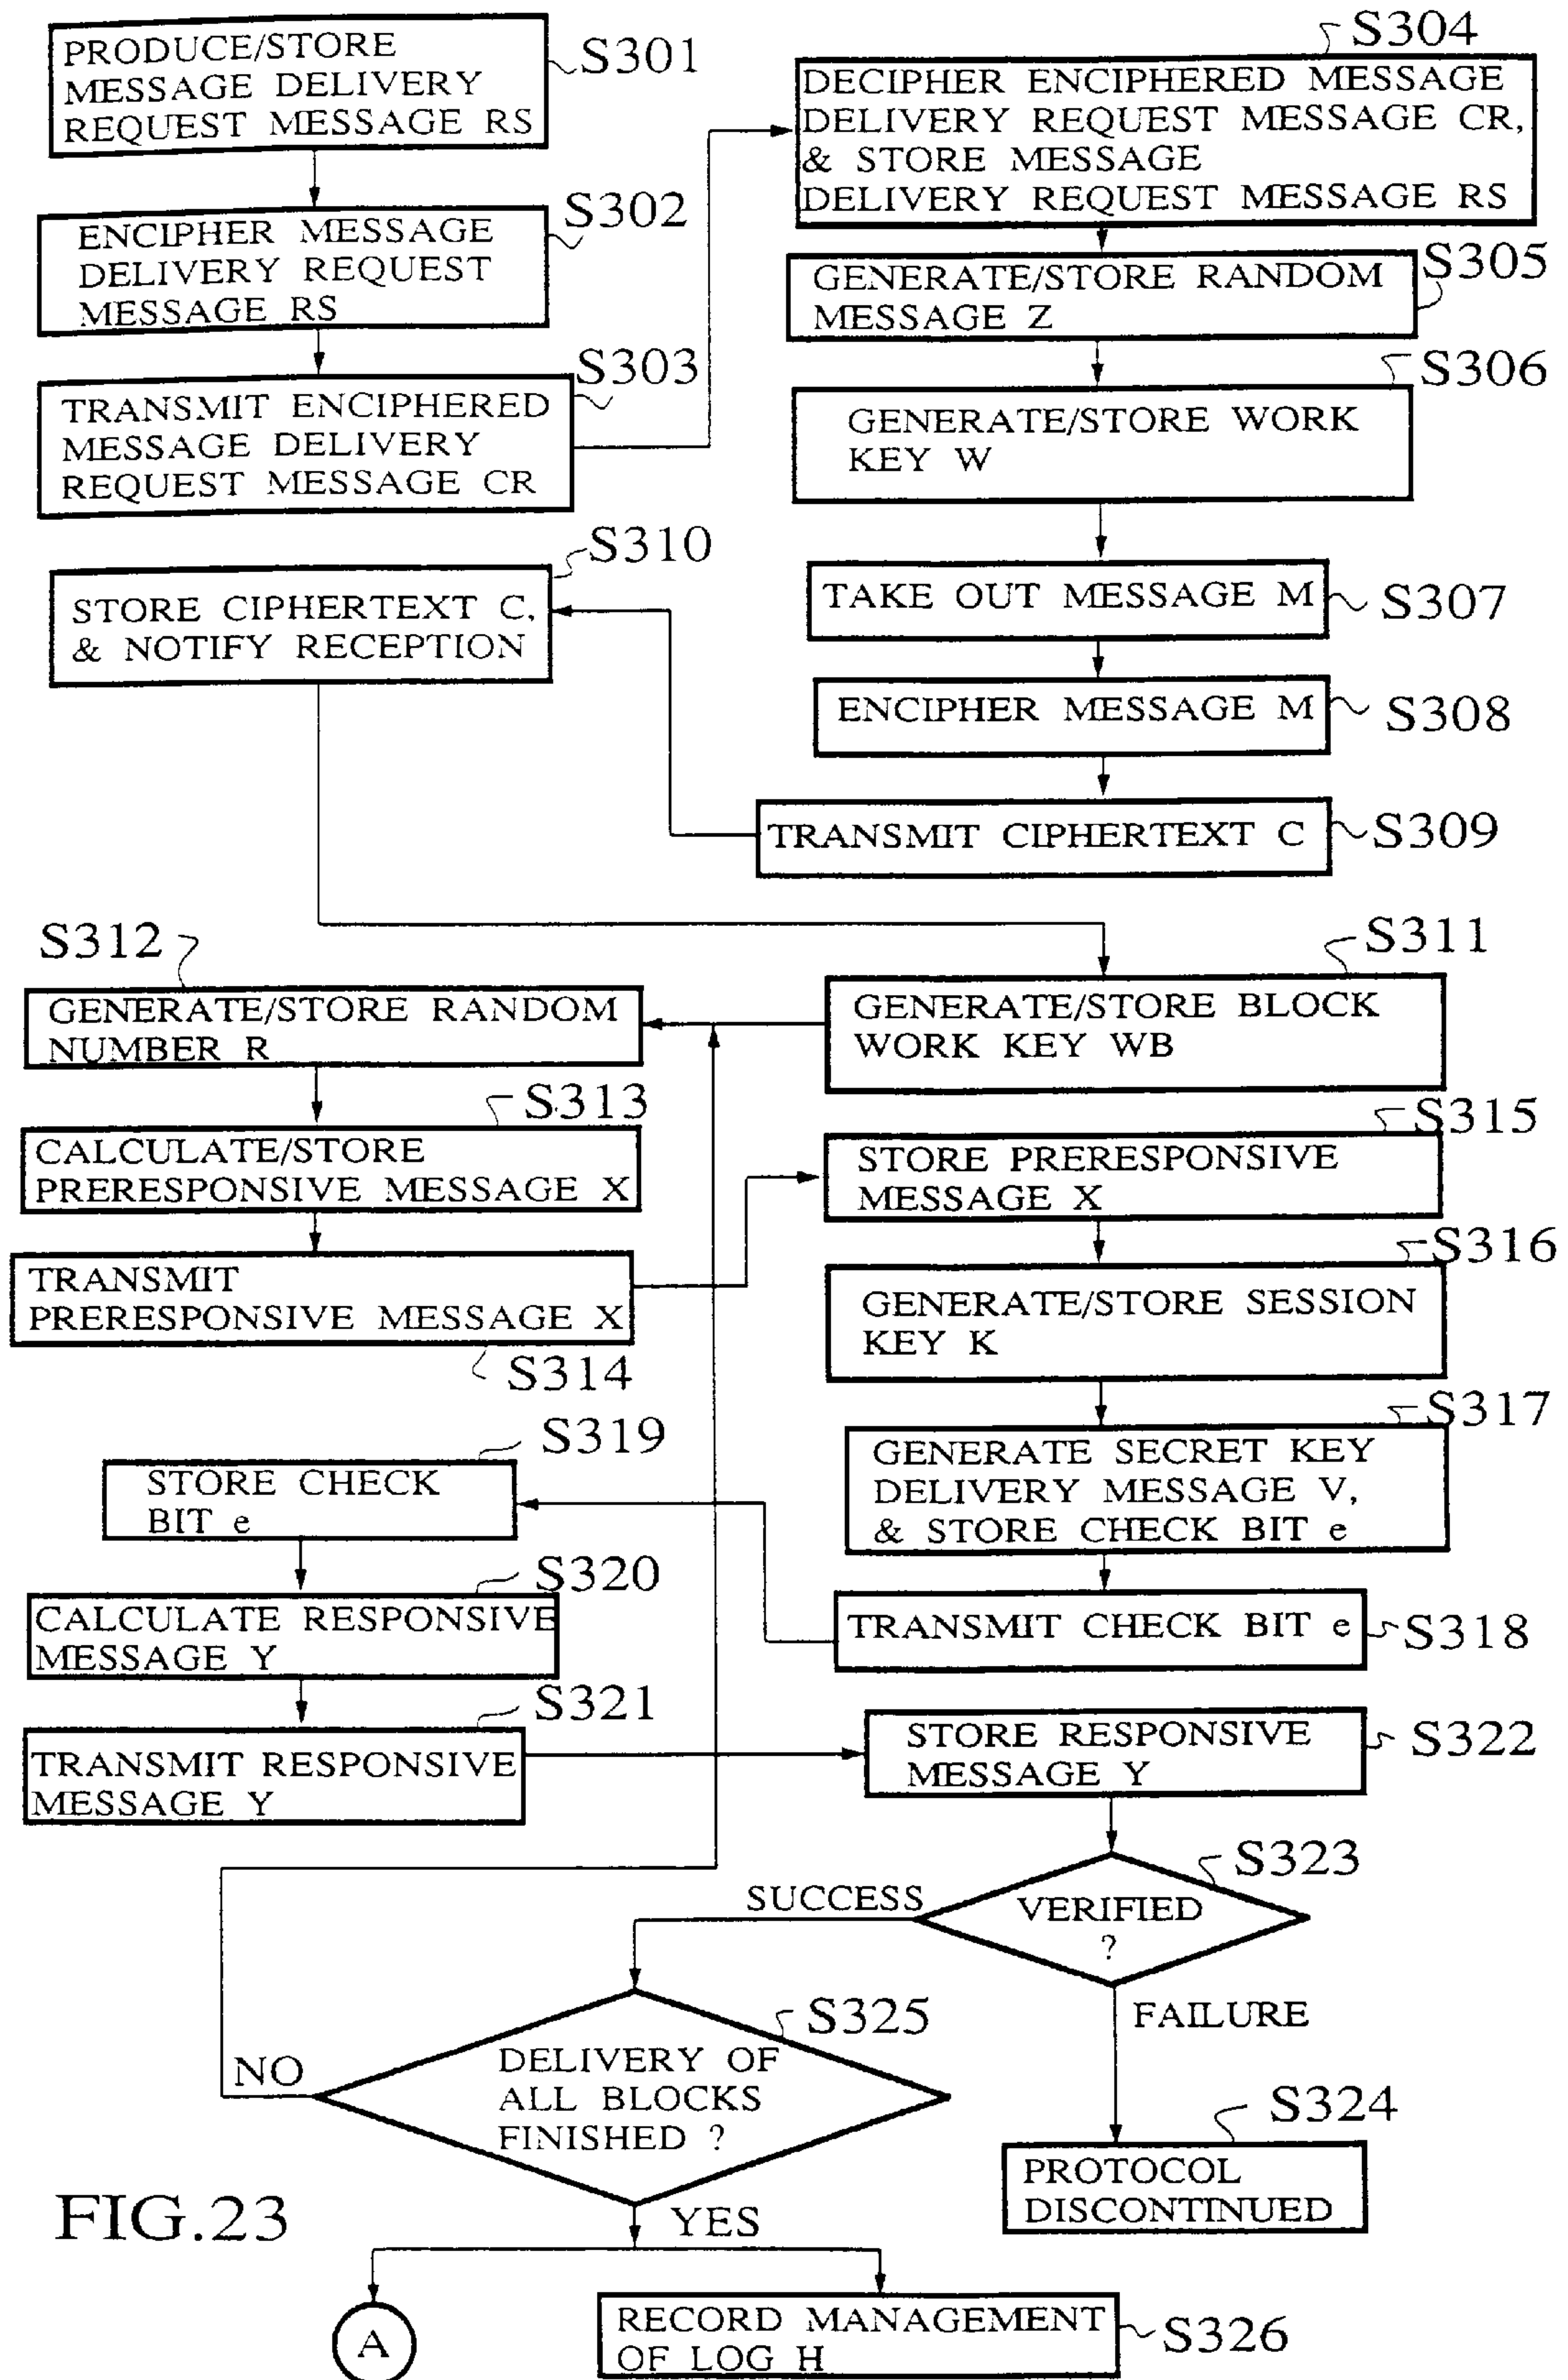 PRODUCE/STORE
MESSAGE DELIVERY
REQUEST MESSAGE RS
S301
ENCIPHER MESSAGE
DELIVERY REQUEST
MESSAGE RS
S302
TRANSMIT ENCIPHERED
MESSAGE DELIVERY
REQUEST MESSAGE CR
S303
S304
DECIPHER ENCIPHERED MESSAGE
DELIVERY REQUEST MESSAGE CR,
& STORE MESSAGE
DELIVERY REQUEST MESSAGE RS
GENERATE/STORE RANDOM
MESSAGE Z
S305
S306
GENERATE/STORE WORK
KEY W
TAKE OUT MESSAGE M
S307
ENCIPHER MESSAGE M
S308
TRANSMIT CIPHERTEXT C
S309
S310
STORE CIPHERTEXT C,
& NOTIFY RECEPTION
S311
GENERATE/STORE BLOCK
WORK KEY WB
S312
GENERATE/STORE RANDOM
NUMBER R
S313
CALCULATE/STORE
PRERESPONSIVE MESSAGE X
TRANSMIT
PRERESPONSIVE MESSAGE X
S314
S315
STORE PRERESPONSIVE
MESSAGE X
S316
GENERATE/STORE SESSION
KEY K
S317
GENERATE SECRET KEY
DELIVERY MESSAGE V,
& STORE CHECK BIT e
TRANSMIT CHECK BIT e
S318
S319
STORE CHECK
BIT e
S320
CALCULATE RESPONSIVE
MESSAGE Y
S321
TRANSMIT RESPONSIVE
MESSAGE Y
STORE RESPONSIVE
MESSAGE Y
S322
S323
VERIFIED
?
SUCCESS
FAILURE
S324
PROTOCOL
DISCONTINUED
S325
DELIVERY OF
ALL BLOCKS
FINISHED ?
NO
YES
A
RECORD MANAGEMENT
OF LOG H
S326
FIG.23